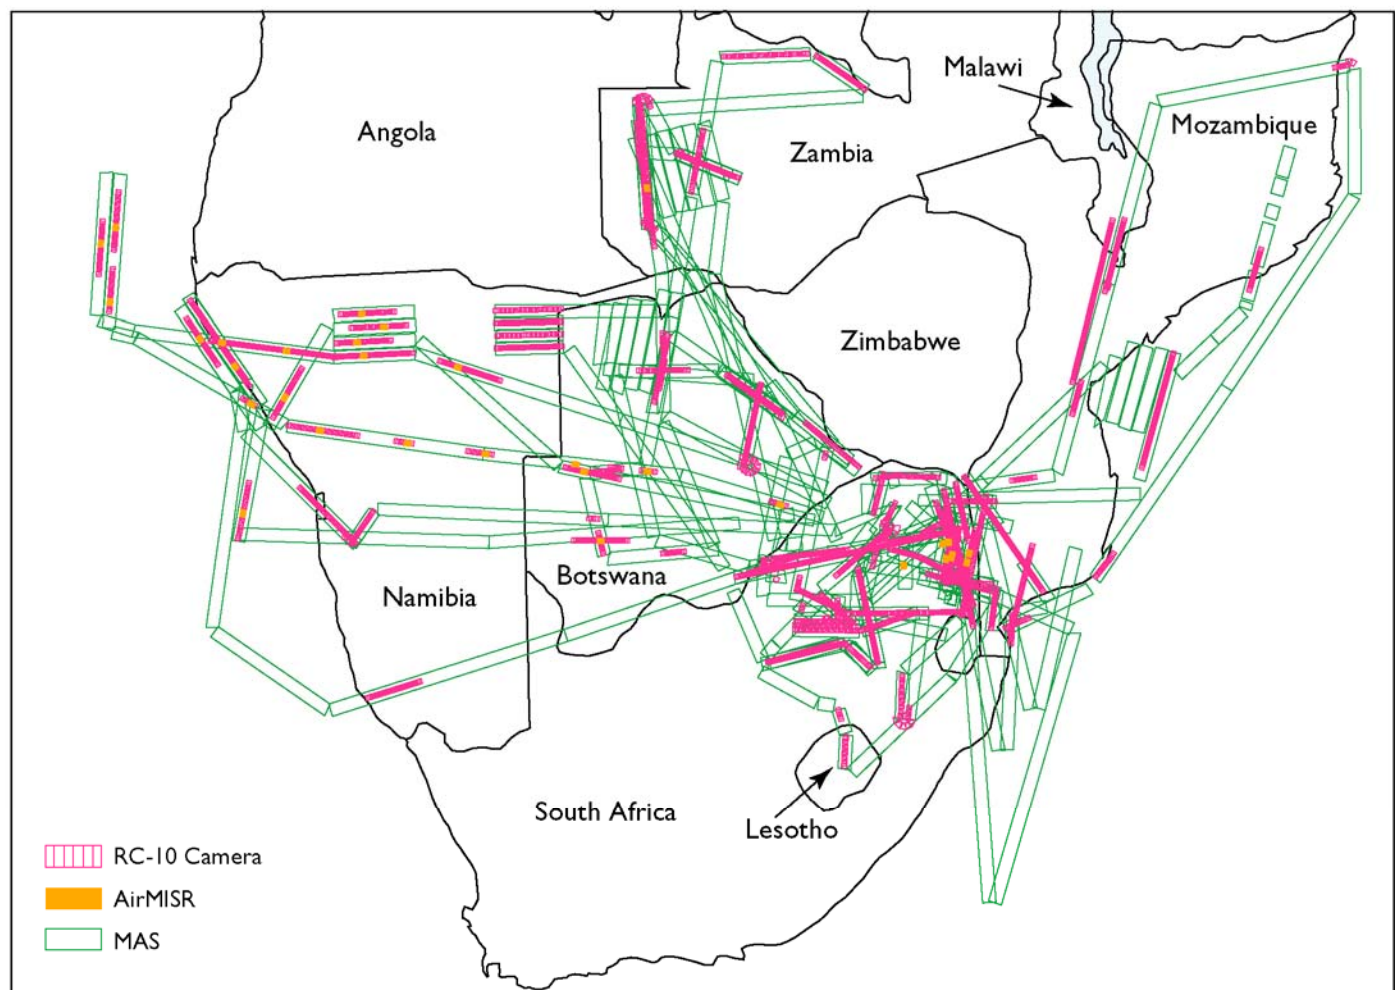 Malawi
Angola
Mozambique
Zambia
Zimbabwe
Botswana
Namibia
South Africa
Lesotho
RC-10 Camera
AirMISR
MAS